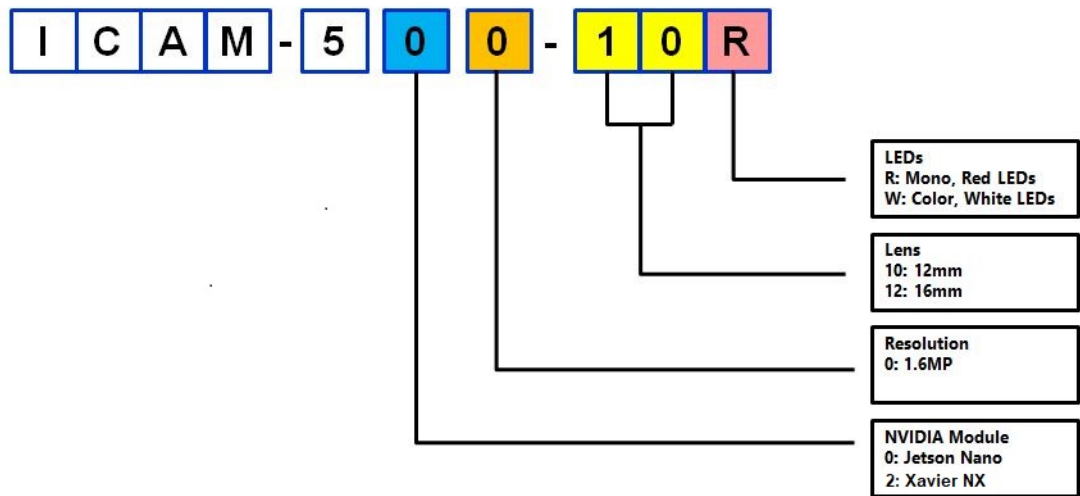 ICAM-500-10R
LEDs
R: Mono, Red LEDs
W: Color, White LEDs
Lens
10: 12mm
12: 16mm
Resolution
0: 1.6MP
NVIDIA Module
0: Jetson Nano
2: Xavier NX